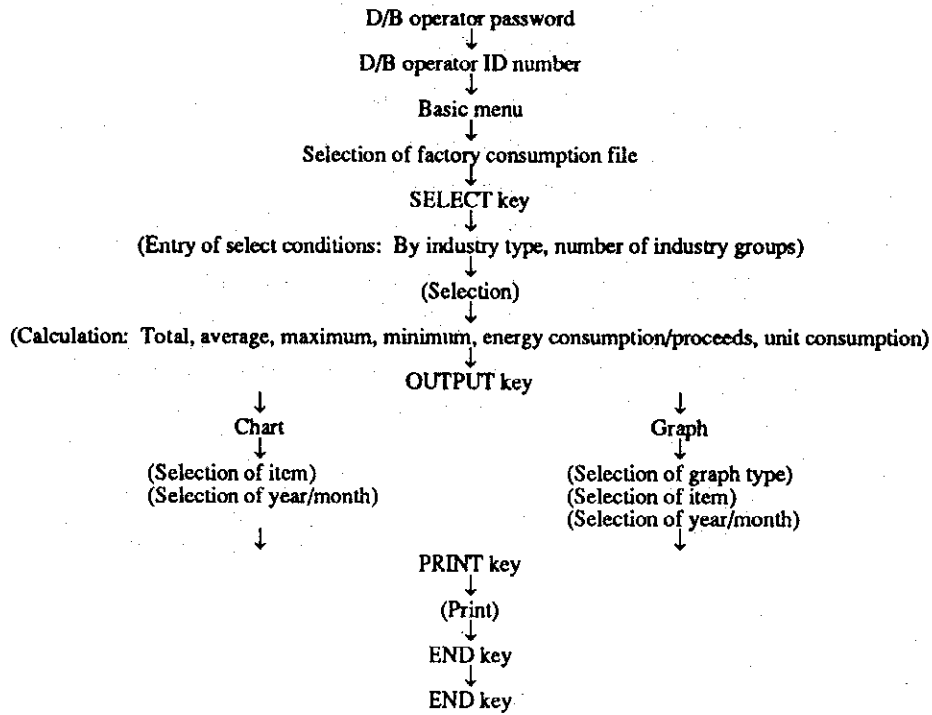 D/B operator password
↓
D/B operator ID number
↓
Basic menu
↓
Selection of factory consumption file
↓
SELECT key
↓
(Entry of select conditions: By industry type, number of industry groups)
↓
(Selection)
↓
(Calculation: Total, average, maximum, minimum, energy consumption/proceeds, unit consumption)
↓
OUTPUT key
↓ ↓
Chart Graph
↓ ↓
(Selection of item) (Selection of graph type)
(Selection of year/month) (Selection of item)
(Selection of year/month)
↓ ↓
PRINT key
↓
(Print)
↓
END key
↓
END key